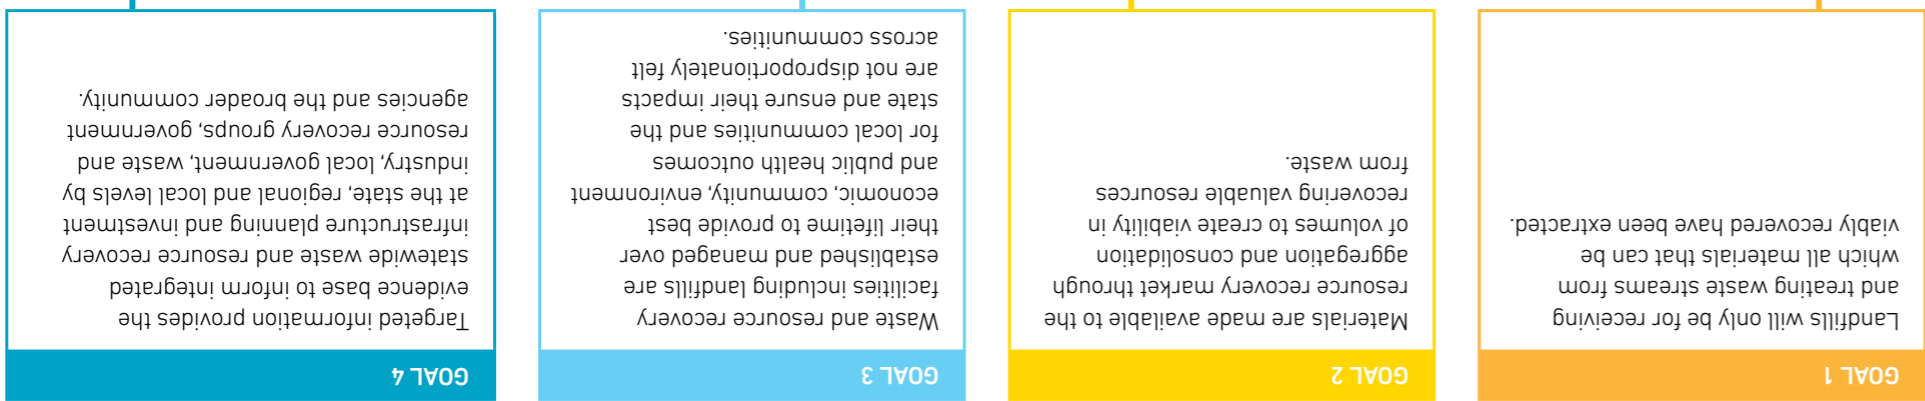 GOAL 1
Landfills will only be for receiving
and treating waste streams from
which all materials that can be
viably recovered have been extracted.
GOAL 2
Materials are made available to the
resource recovery market through
aggregation and consolidation
of volumes to create viability in
recovering valuable resources
from waste.
GOAL 3
Waste and resource recovery
facilities including landfills are
established and managed over
their lifetime to provide best
economic, community, environment
and public health outcomes
for local communities and the
state and ensure their impacts
are not disproportionately felt
across communities.
GOAL 4
Targeted information provides the
evidence base to inform integrated
statewide waste and resource recovery
infrastructure planning and investment
at the state, regional and local levels by
industry, local government, waste and
resource recovery groups, government
agencies and the broader community.